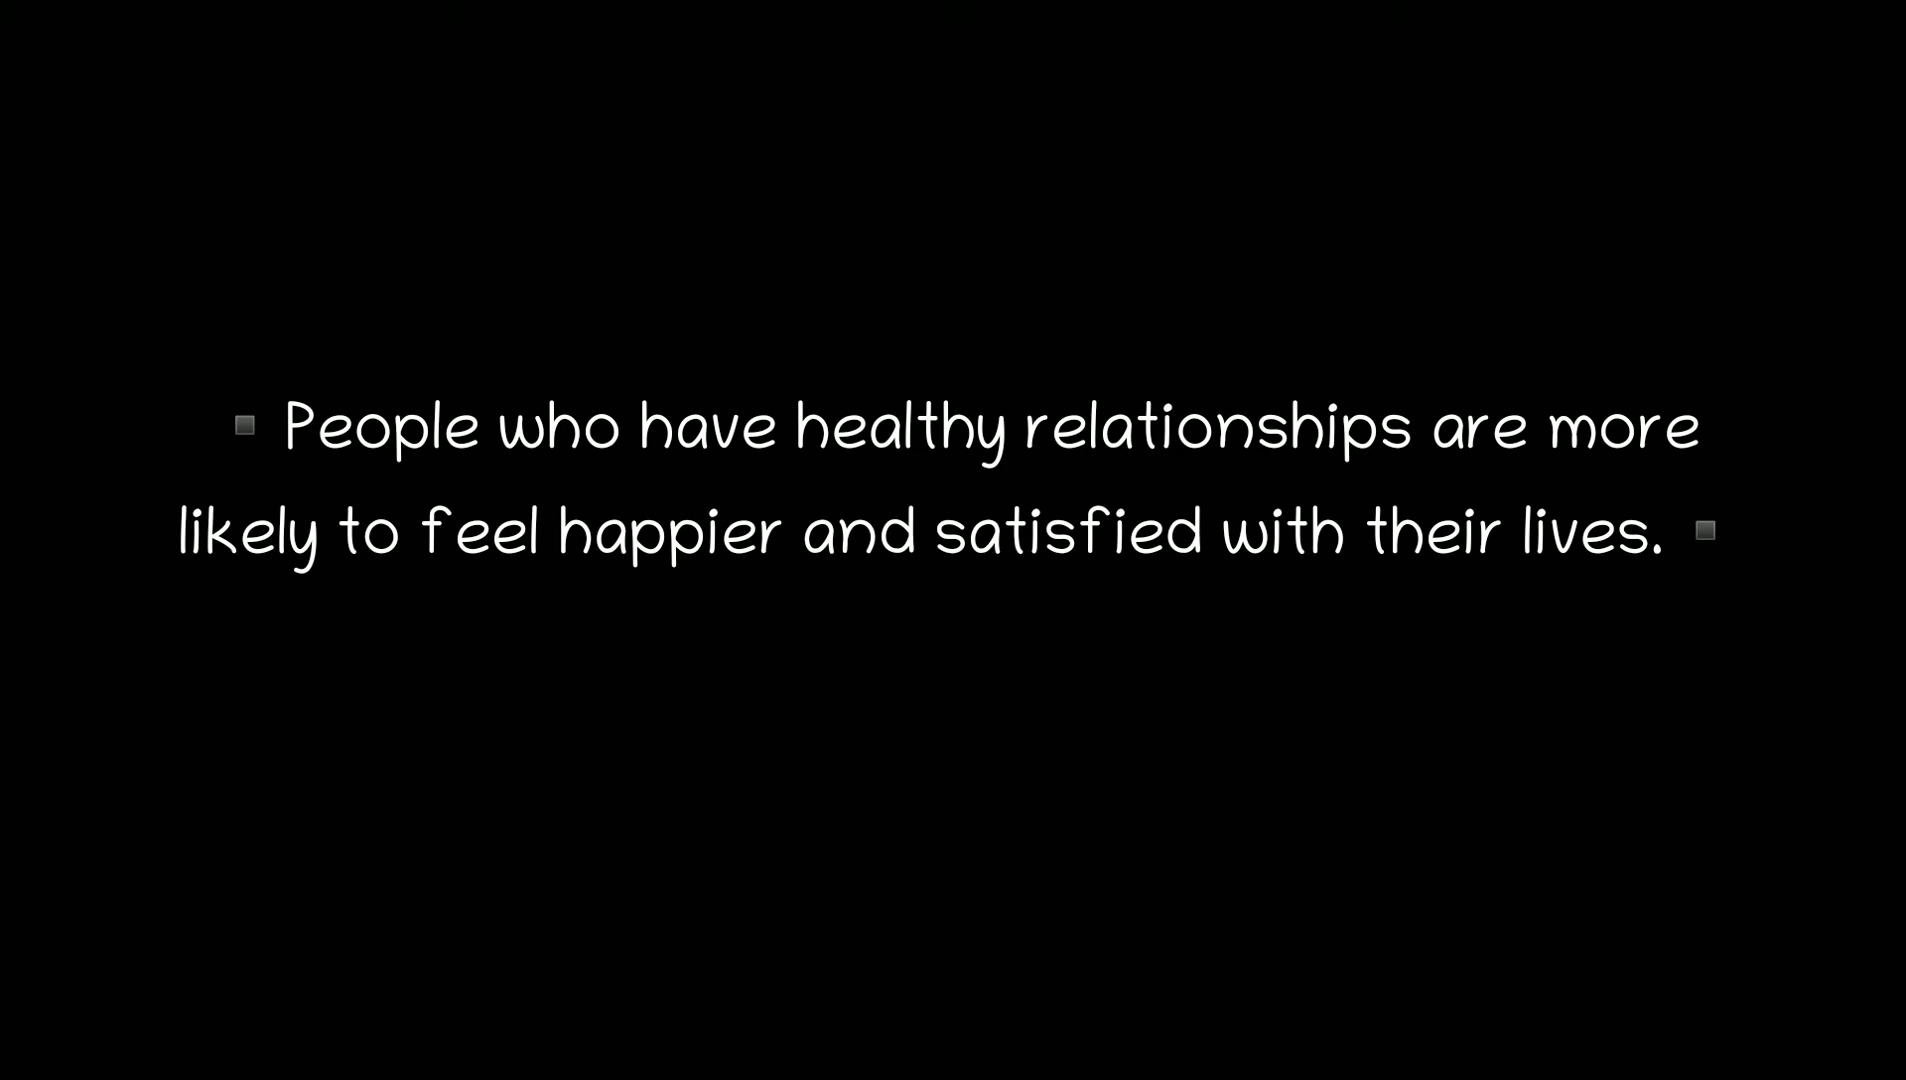 ▪ People who have healthy relationships are more
likely to feel happier and satisfied with their lives. ▪